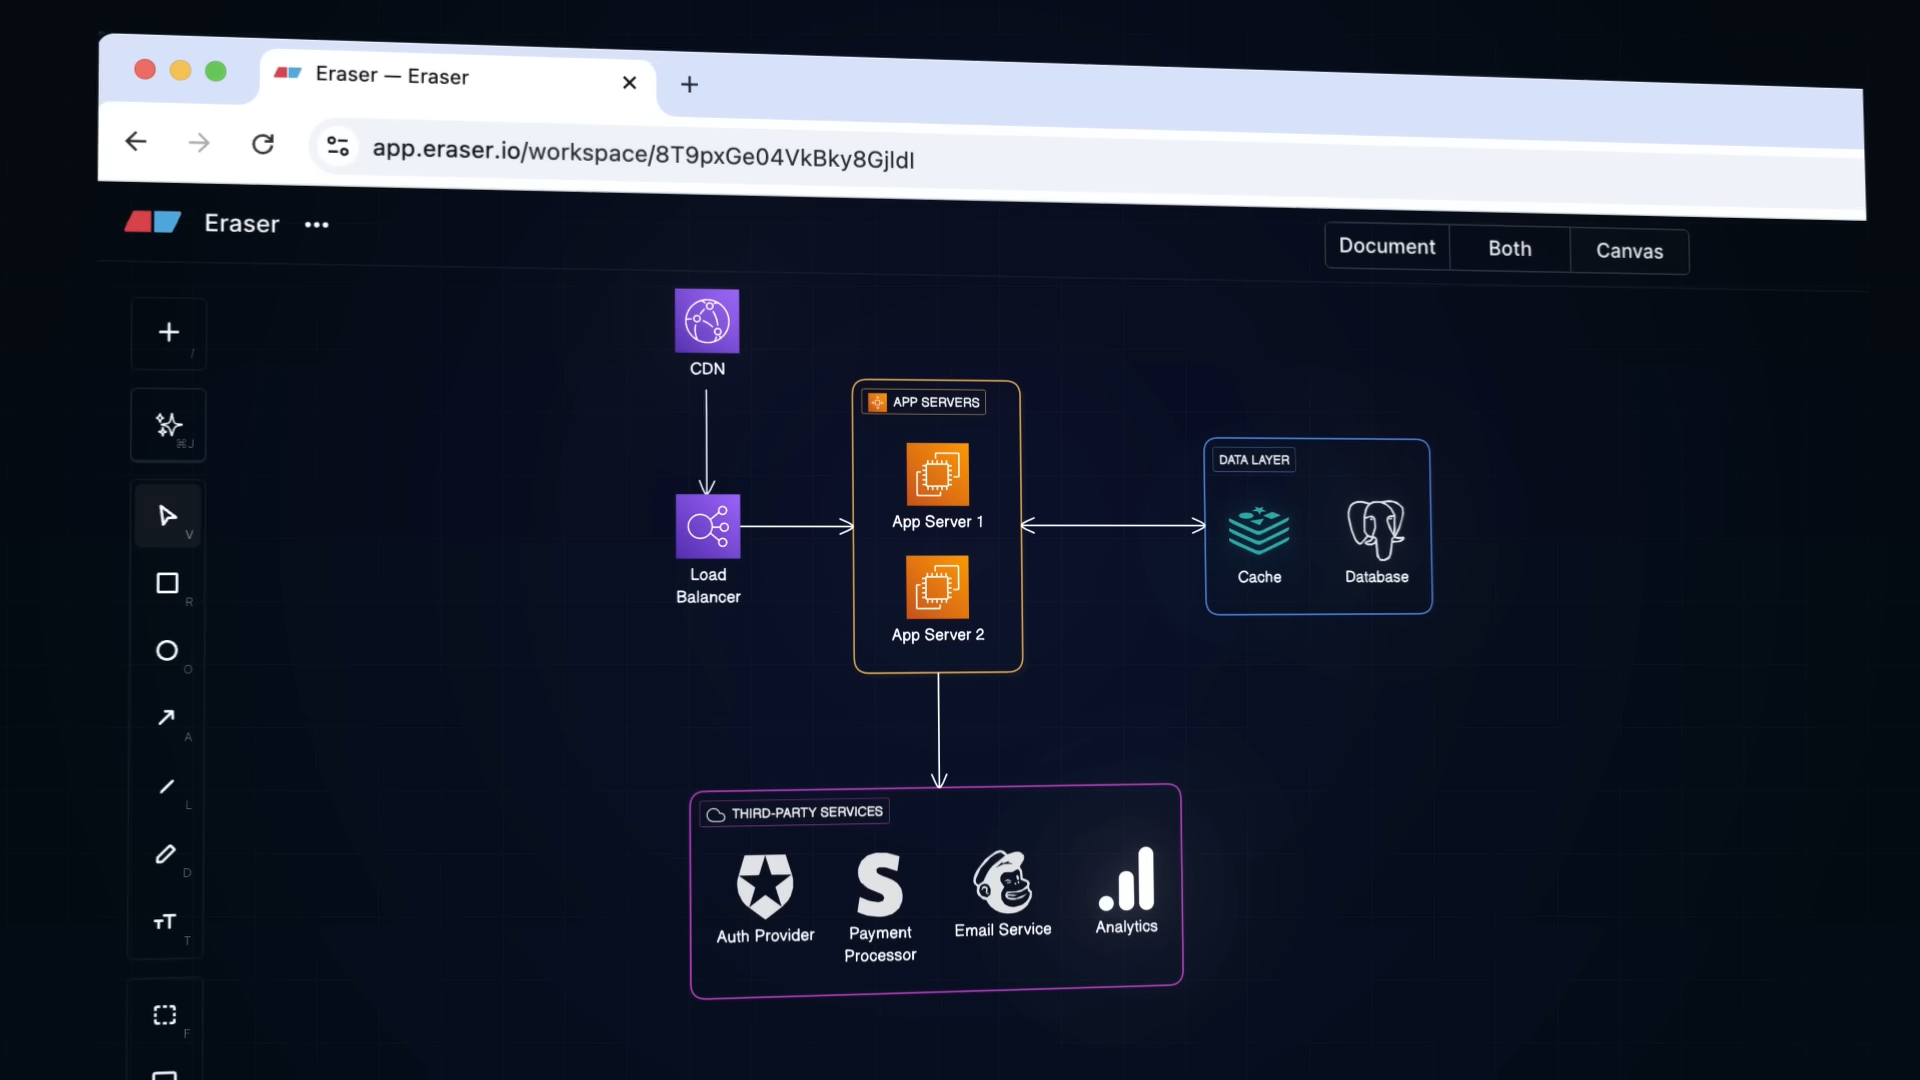 Eraser — Eraser
app.eraser.io/workspace/8T9pxGe04VkBky8GjldI
Eraser
Document
Both
Canvas
/
⌘J
V
R
O
A
L
D
T
F
CDN
Load
Balancer
APP SERVERS
App Server 1
App Server 2
DATA LAYER
Cache
Database
THIRD-PARTY SERVICES
Auth Provider
Payment
Processor
Email Service
Analytics